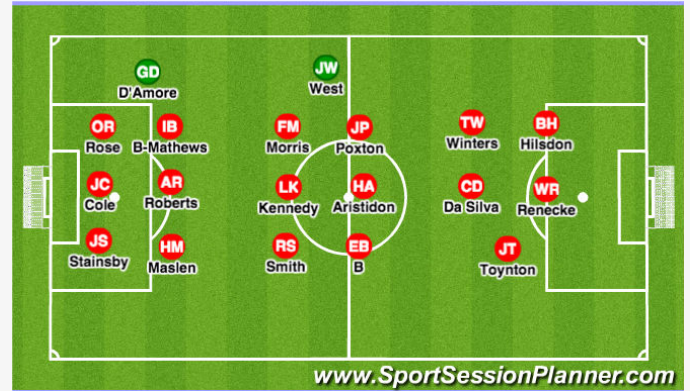 GD
D'Amore
JW
West
OR
Rose
IB
B-Mathews
FM
Morris
JP
Poxton
TW
Winters
BH
Hilsdon
JC
Cole
AR
Roberts
LK
Kennedy
HA
Aristidon
CD
Da Silva
WR
Renecke
JS
Stainsby
HM
Maslen
RS
Smith
EB
B
JT
Toynton
www.SportSessionPlanner.com